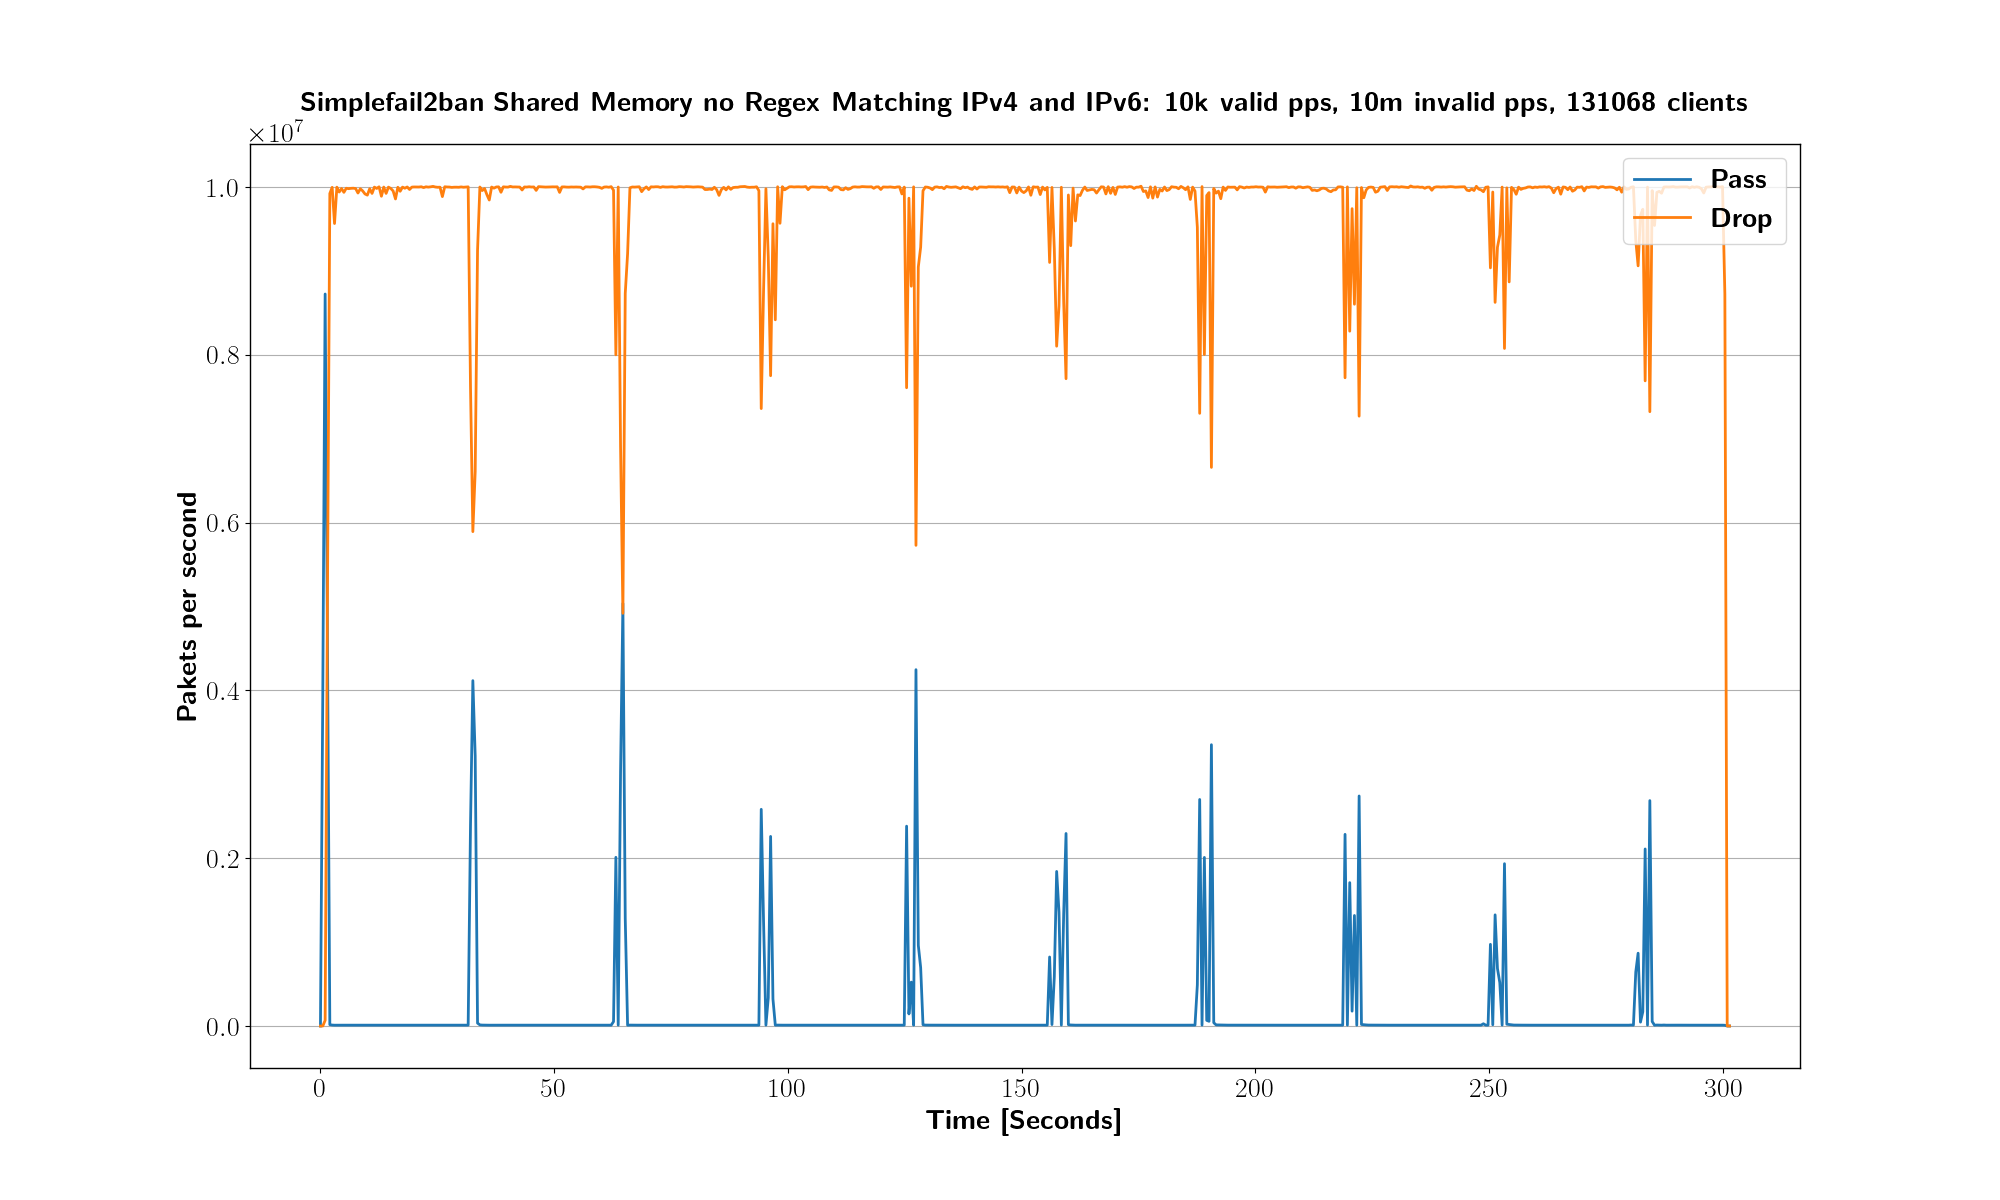 Simplefail2ban Shared Memory no Regex Matching IPv4 and IPv6: 10k valid pps, 10m invalid pps, 131068 clients
×10⁷
Pass
Drop
1.0
0.8
0.6
0.4
0.2
0.0
Pakets per second
0 50 100 150 200 250 300
Time [Seconds]